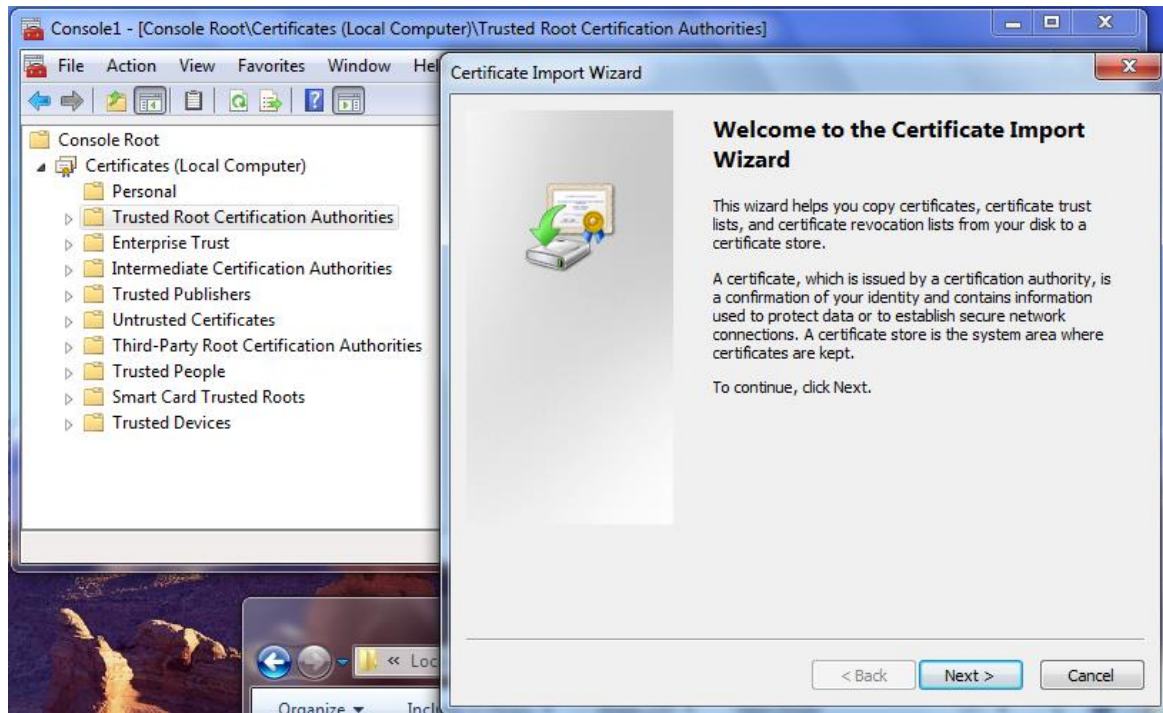 Console1 - [Console Root\Certificates (Local Computer)\Trusted Root Certification Authorities]
File Action View Favorites Window Hel
Console Root
Certificates (Local Computer)
Personal
Trusted Root Certification Authorities
Enterprise Trust
Intermediate Certification Authorities
Trusted Publishers
Untrusted Certificates
Third-Party Root Certification Authorities
Trusted People
Smart Card Trusted Roots
Trusted Devices
Certificate Import Wizard
Welcome to the Certificate Import
Wizard
This wizard helps you copy certificates, certificate trust
lists, and certificate revocation lists from your disk to a
certificate store.
A certificate, which is issued by a certification authority, is
a confirmation of your identity and contains information
used to protect data or to establish secure network
connections. A certificate store is the system area where
certificates are kept.
To continue, click Next.
< Back Next > Cancel
« Loc
Organize Incl